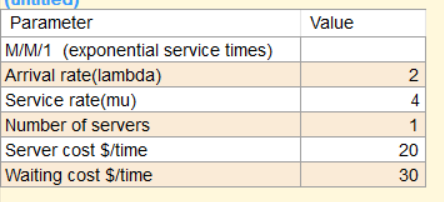 (untitled)
Parameter Value
M/M/1 (exponential service times)
Arrival rate(lambda) 2
Service rate(mu) 4
Number of servers 1
Server cost $/time 20
Waiting cost $/time 30